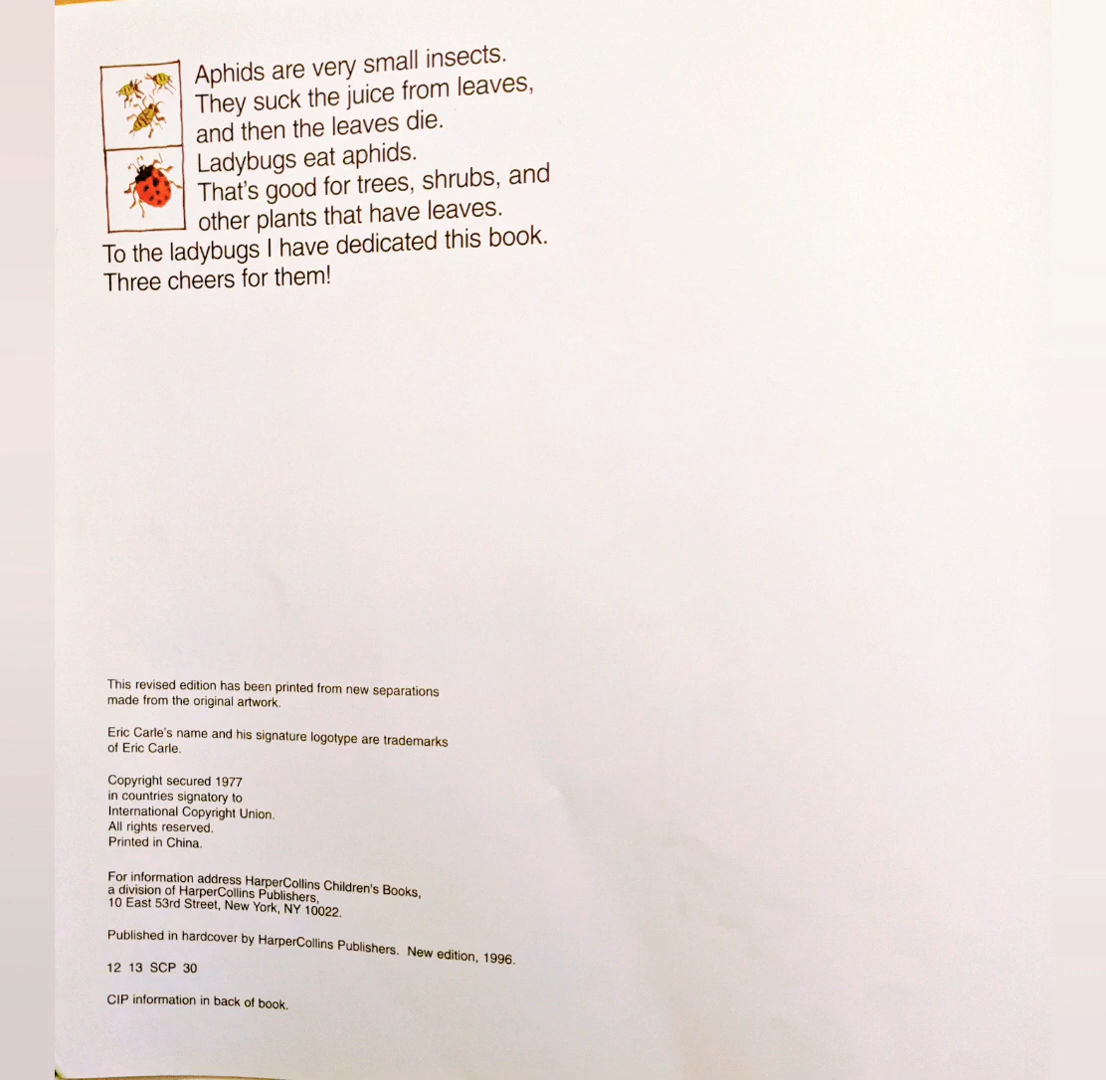 Aphids are very small insects.
They suck the juice from leaves,
and then the leaves die.
Ladybugs eat aphids.
That's good for trees, shrubs, and
other plants that have leaves.
To the ladybugs I have dedicated this book.
Three cheers for them!
This revised edition has been printed from new separations
made from the original artwork.
Eric Carle's name and his signature logotype are trademarks
of Eric Carle.
Copyright secured 1977
in countries signatory to
International Copyright Union.
All rights reserved.
Printed in China.
For information address HarperCollins Children's Books,
a division of HarperCollins Publishers,
10 East 53rd Street, New York, NY 10022.
Published in hardcover by HarperCollins Publishers. New edition, 1996.
12 13 SCP 30
CIP information in back of book.